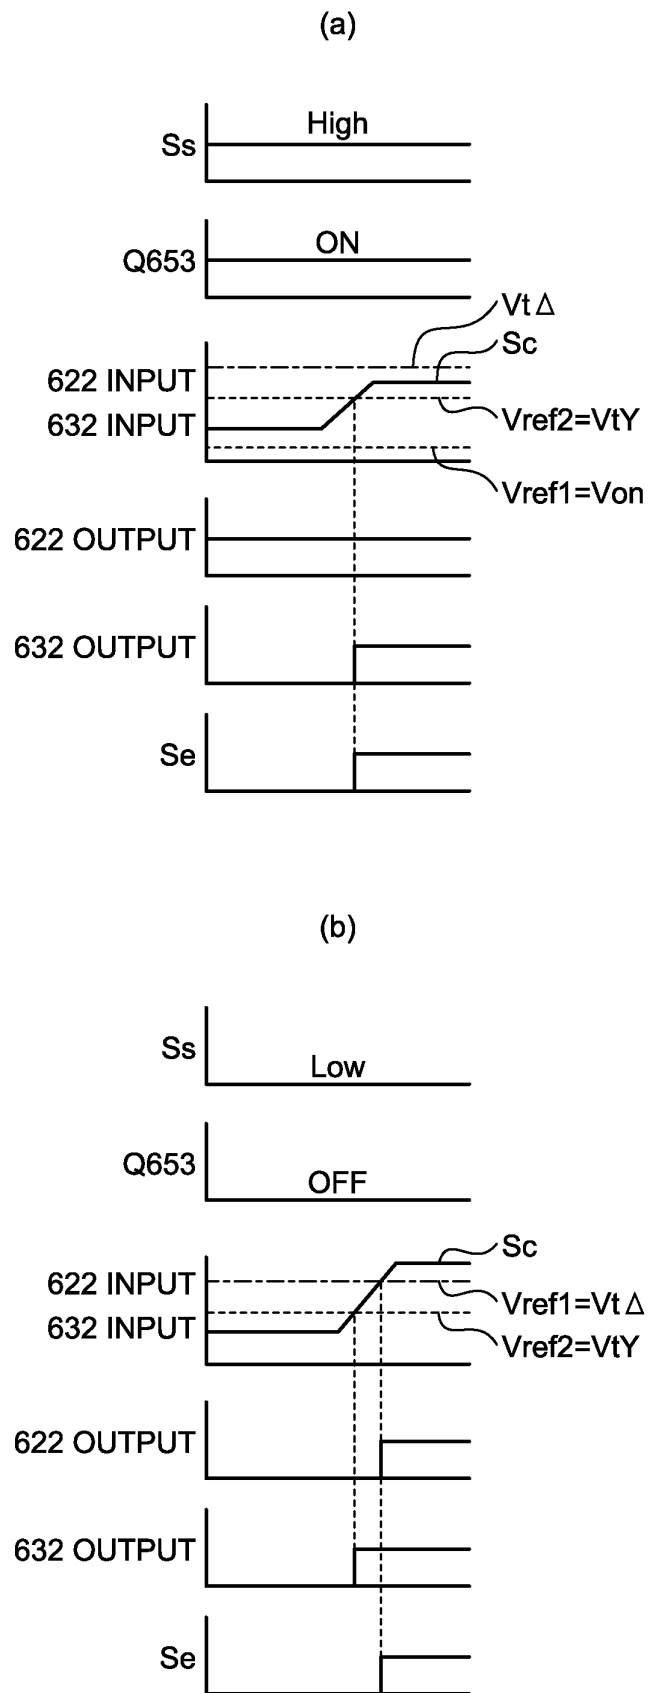 (a)
Ss
High
Q653
ON
Vt Δ
Sc
622 INPUT
632 INPUT
Vref2=VtY
Vref1=Von
622 OUTPUT
632 OUTPUT
Se
(b)
Ss
Low
Q653
OFF
Sc
622 INPUT
Vref1=Vt Δ
632 INPUT
Vref2=VtY
622 OUTPUT
632 OUTPUT
Se